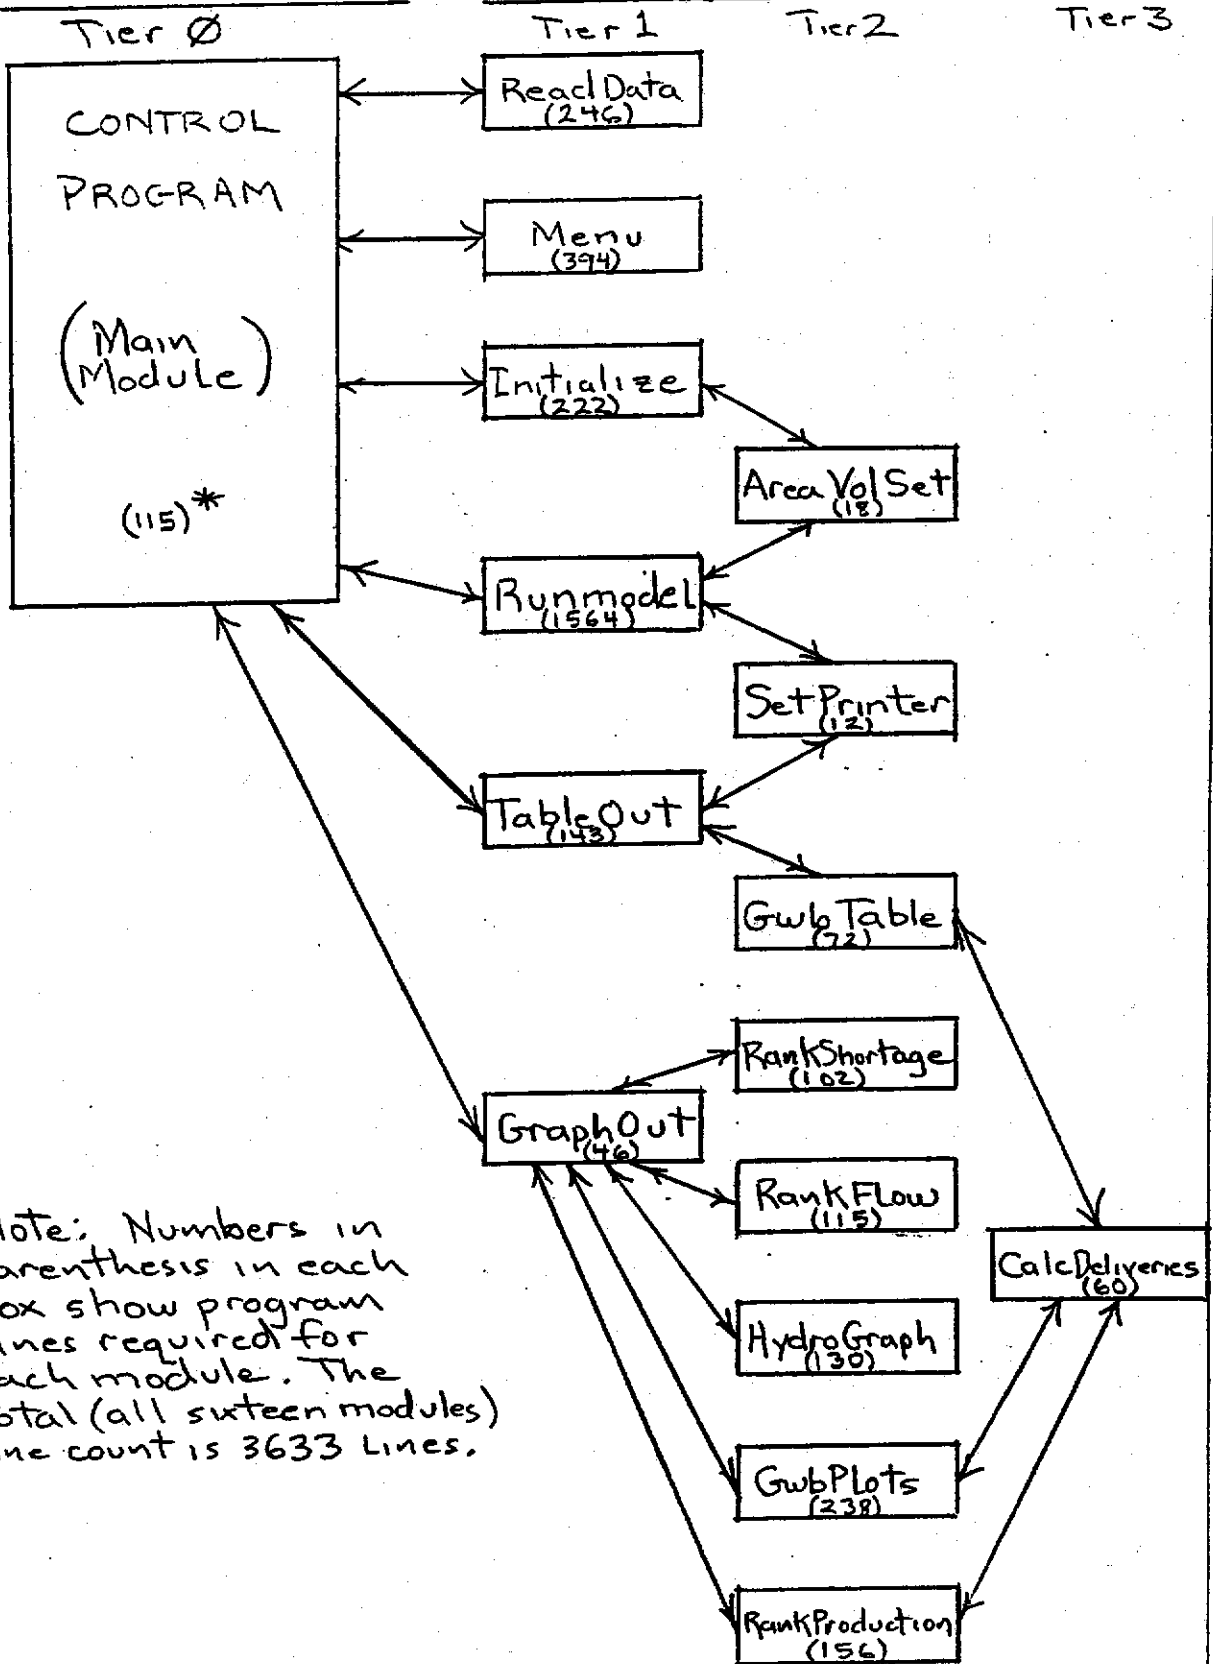 Tier Ø
Tier 1
Tier 2
Tier 3
CONTROL
PROGRAM
(Main
Module)
(115)*
ReadData
(246)
Menu
(394)
Initialize
(222)
AreaVolSet
(18)
Runmodel
(1564)
SetPrinter
(12)
TableOut
(143)
GwbTable
(72)
RankShortage
(102)
GraphOut
(46)
RankFlow
(115)
CalcDeliveries
(60)
HydroGraph
(130)
GwbPlots
(238)
RankProduction
(156)
ote: Numbers in
arenthesis in each
ox show program
ines required for
ach module. The
otal (all sixteen modules)
ine count is 3633 Lines.